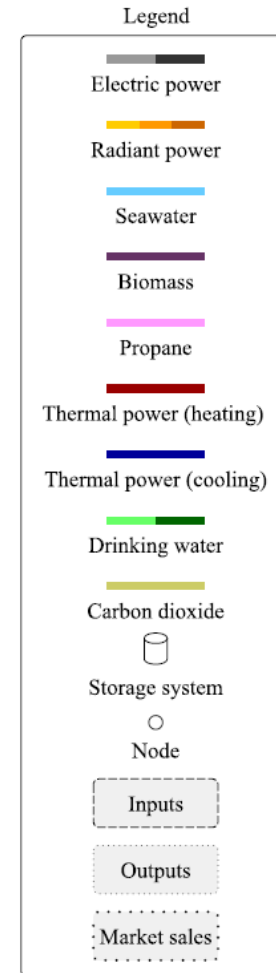 Legend
Electric power
Radiant power
Seawater
Biomass
Propane
Thermal power (heating)
Thermal power (cooling)
Drinking water
Carbon dioxide
Storage system
Node
Inputs
Outputs
Market sales